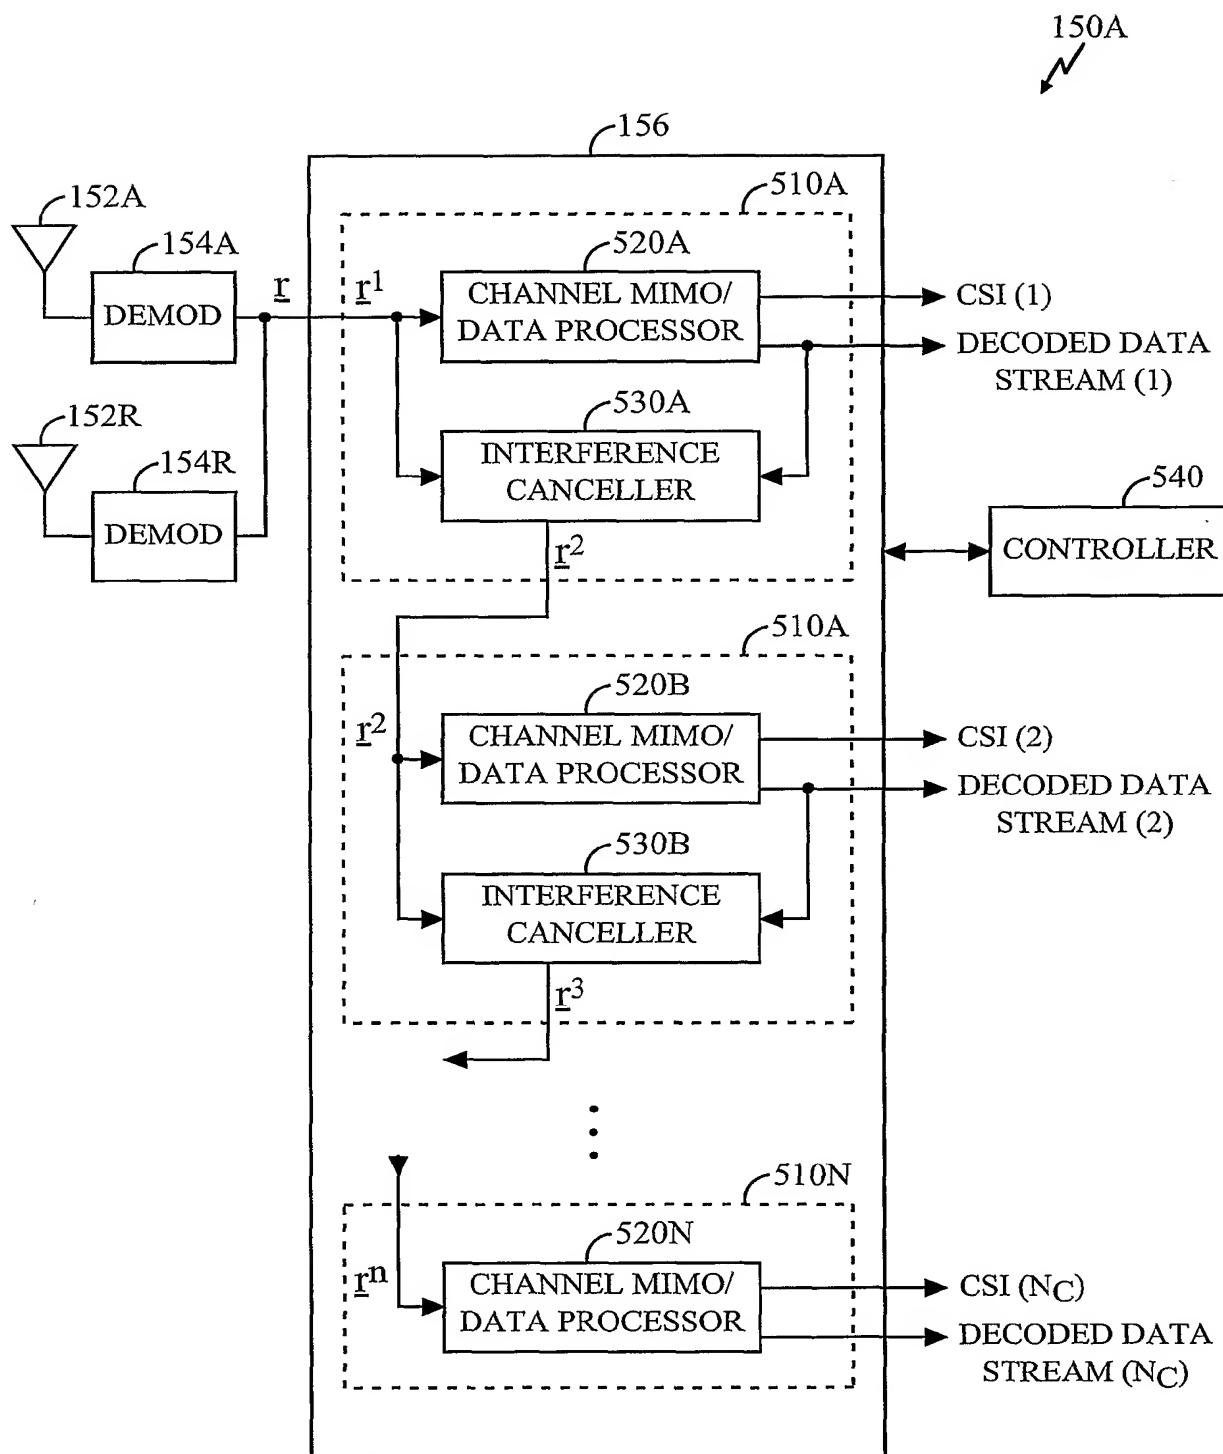 150A
156
152A
154A
DEMOD
r
152R
154R
DEMOD
510A
r1
520A
CHANNEL MIMO/
DATA PROCESSOR
CSI (1)
DECODED DATA
STREAM (1)
530A
INTERFERENCE
CANCELLER
r2
540
CONTROLLER
510A
r2
520B
CHANNEL MIMO/
DATA PROCESSOR
CSI (2)
DECODED DATA
STREAM (2)
530B
INTERFERENCE
CANCELLER
r3
510N
rn
520N
CHANNEL MIMO/
DATA PROCESSOR
CSI (NC)
DECODED DATA
STREAM (NC)